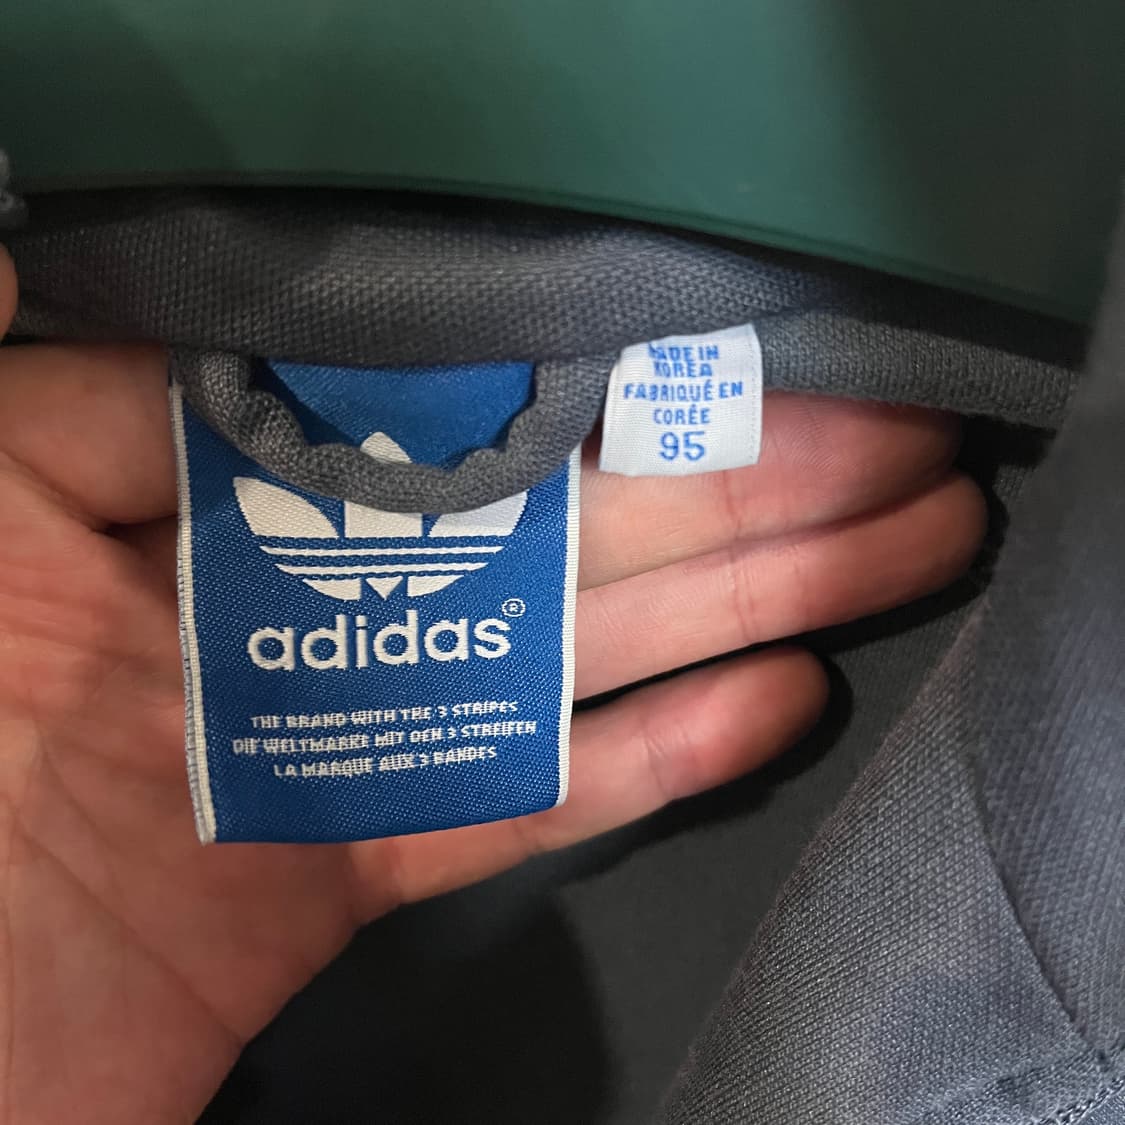 MADE IN
KOREA
FABRIQUÉ EN
CORÉE
95
adidas®
THE BRAND WITH THE 3 STRIPES
DIE WELTMARKE MIT DEN 3 STREIFEN
LA MARQUE AUX 3 BANDES